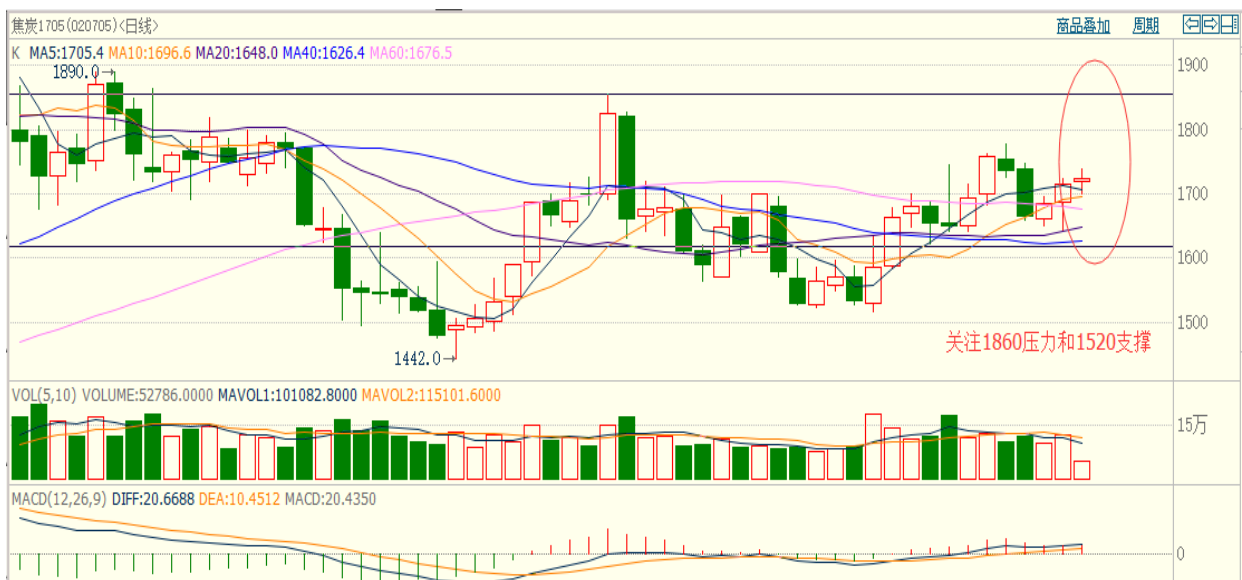 焦炭1705(020705)<日线> 商品叠加 周期
K MA5:1705.4 MA10:1696.6 MA20:1648.0 MA40:1626.4 MA60:1676.5
1890.0→
1900
1800
1700
1600
1500
1442.0→
关注1860压力和1520支撑
VOL(5,10) VOLUME:52786.0000 MAVOL1:101082.8000 MAVOL2:115101.6000
15万
MACD(12,26,9) DIFF:20.6688 DEA:10.4512 MACD:20.4350
0